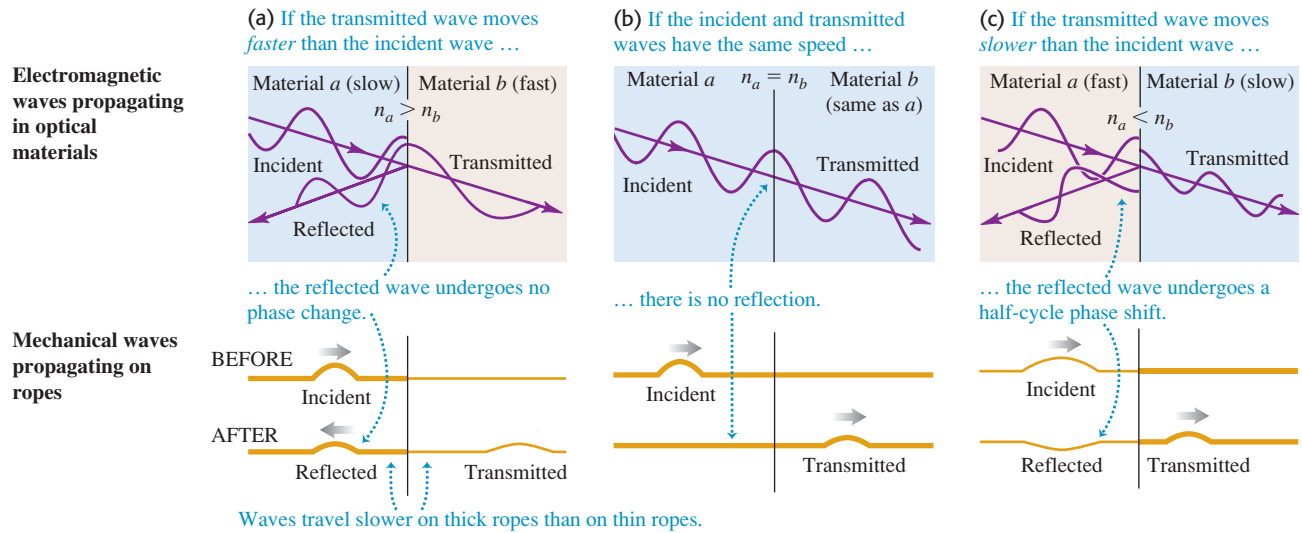 (a) If the transmitted wave moves
faster than the incident wave …
(b) If the incident and transmitted
waves have the same speed …
(c) If the transmitted wave moves
slower than the incident wave …
Electromagnetic
waves propagating
in optical
materials
Material a (slow)
Material b (fast)
nₐ > n_b
Incident
Transmitted
Reflected
Material a
nₐ = n_b
Material b
(same as a)
Incident
Transmitted
Material a (fast)
Material b (slow)
nₐ < n_b
Incident
Transmitted
Reflected
… the reflected wave undergoes no
phase change.
… there is no reflection.
… the reflected wave undergoes a
half-cycle phase shift.
Mechanical waves
propagating on
ropes
BEFORE
Incident
AFTER
Reflected
Transmitted
Incident
Transmitted
Incident
Reflected
Transmitted
Waves travel slower on thick ropes than on thin ropes.